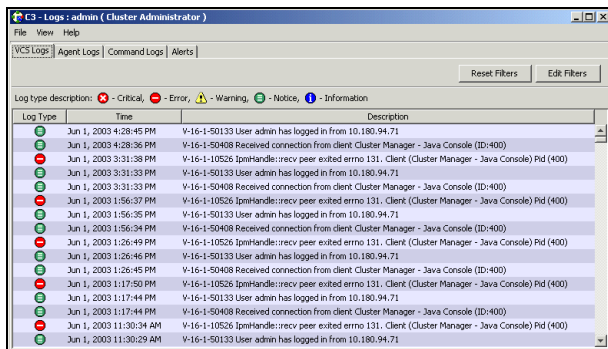 C3 - Logs : admin ( Cluster Administrator )
File View Help
VCS Logs Agent Logs Command Logs Alerts
Reset Filters Edit Filters
Log type description: - Critical, - Error, - Warning, - Notice, - Information
Log Type Time Description
Jun 1, 2003 4:28:45 PM V-16-1-50133 User admin has logged in from 10.180.94.71
Jun 1, 2003 4:28:36 PM V-16-1-50408 Received connection from client Cluster Manager - Java Console (ID:400)
Jun 1, 2003 3:31:38 PM V-16-1-10526 IpmHandle::recv peer exited errno 131. Client (Cluster Manager - Java Console) Pid (400)
Jun 1, 2003 3:31:33 PM V-16-1-50133 User admin has logged in from 10.180.94.71
Jun 1, 2003 3:31:33 PM V-16-1-50408 Received connection from client Cluster Manager - Java Console (ID:400)
Jun 1, 2003 1:56:37 PM V-16-1-10526 IpmHandle::recv peer exited errno 131. Client (Cluster Manager - Java Console) Pid (400)
Jun 1, 2003 1:56:35 PM V-16-1-50133 User admin has logged in from 10.180.94.71
Jun 1, 2003 1:56:34 PM V-16-1-50408 Received connection from client Cluster Manager - Java Console (ID:400)
Jun 1, 2003 1:26:49 PM V-16-1-10526 IpmHandle::recv peer exited errno 131. Client (Cluster Manager - Java Console) Pid (400)
Jun 1, 2003 1:26:46 PM V-16-1-50133 User admin has logged in from 10.180.94.71
Jun 1, 2003 1:26:45 PM V-16-1-50408 Received connection from client Cluster Manager - Java Console (ID:400)
Jun 1, 2003 1:17:50 PM V-16-1-10526 IpmHandle::recv peer exited errno 131. Client (Cluster Manager - Java Console) Pid (400)
Jun 1, 2003 1:17:44 PM V-16-1-50133 User admin has logged in from 10.180.94.71
Jun 1, 2003 1:17:44 PM V-16-1-50408 Received connection from client Cluster Manager - Java Console (ID:400)
Jun 1, 2003 11:30:34 AM V-16-1-10526 IpmHandle::recv peer exited errno 131. Client (Cluster Manager - Java Console) Pid (400)
Jun 1, 2003 11:30:29 AM V-16-1-50133 User admin has logged in from 10.180.94.71